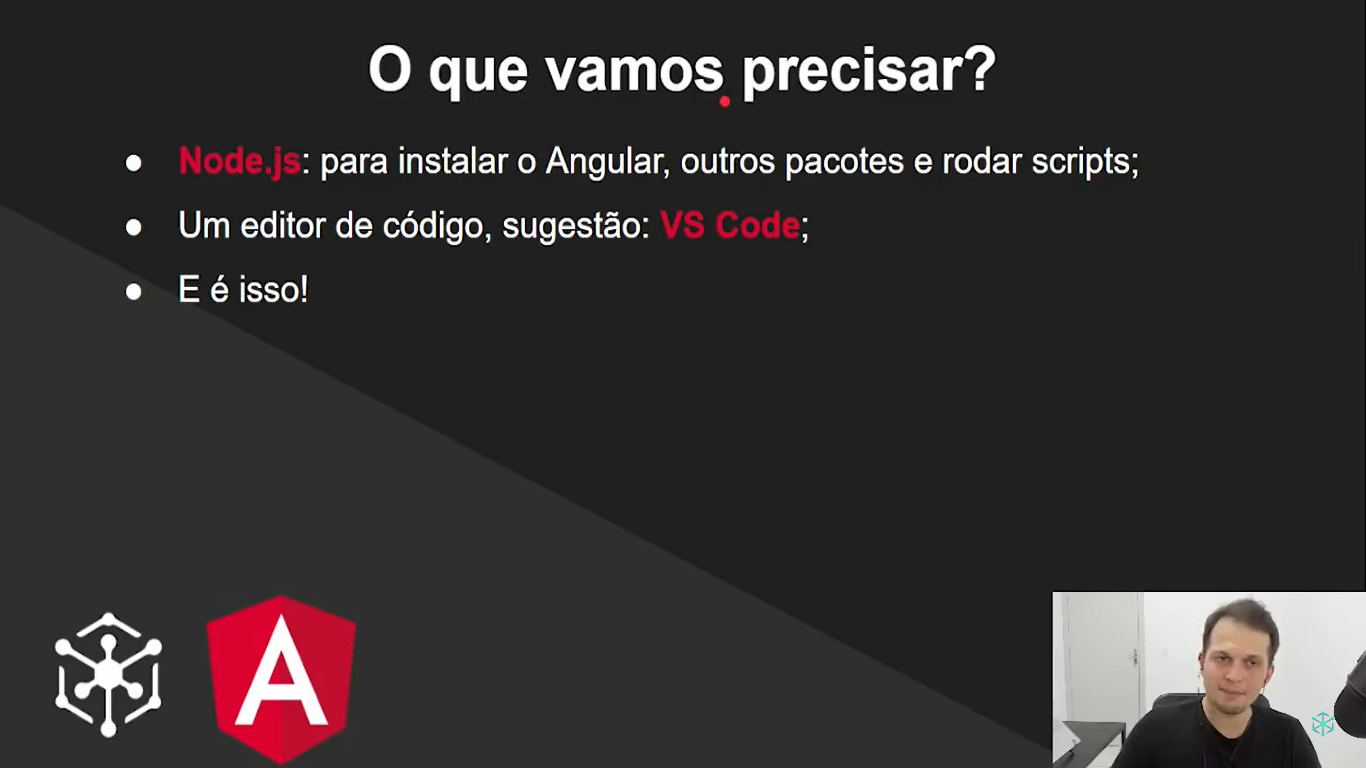 O que vamos precisar?
● Node.js: para instalar o Angular, outros pacotes e rodar scripts;
● Um editor de código, sugestão: VS Code;
● E é isso!
A